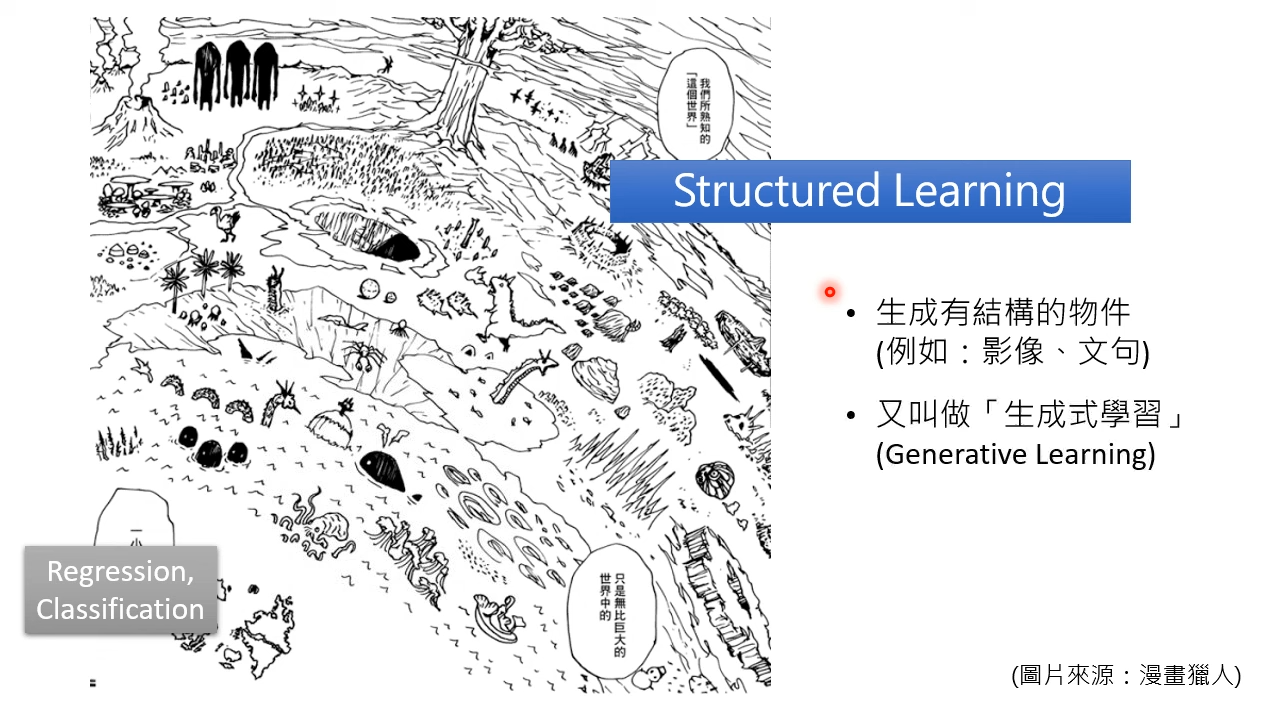 我們所熟知的
「這個世界」
Structured Learning
• 生成有結構的物件
(例如：影像、文句)
• 又叫做「生成式學習」
(Generative Learning)
一小
Regression,
Classification
只是無比巨大的
世界中的
(圖片來源：漫畫獵人)